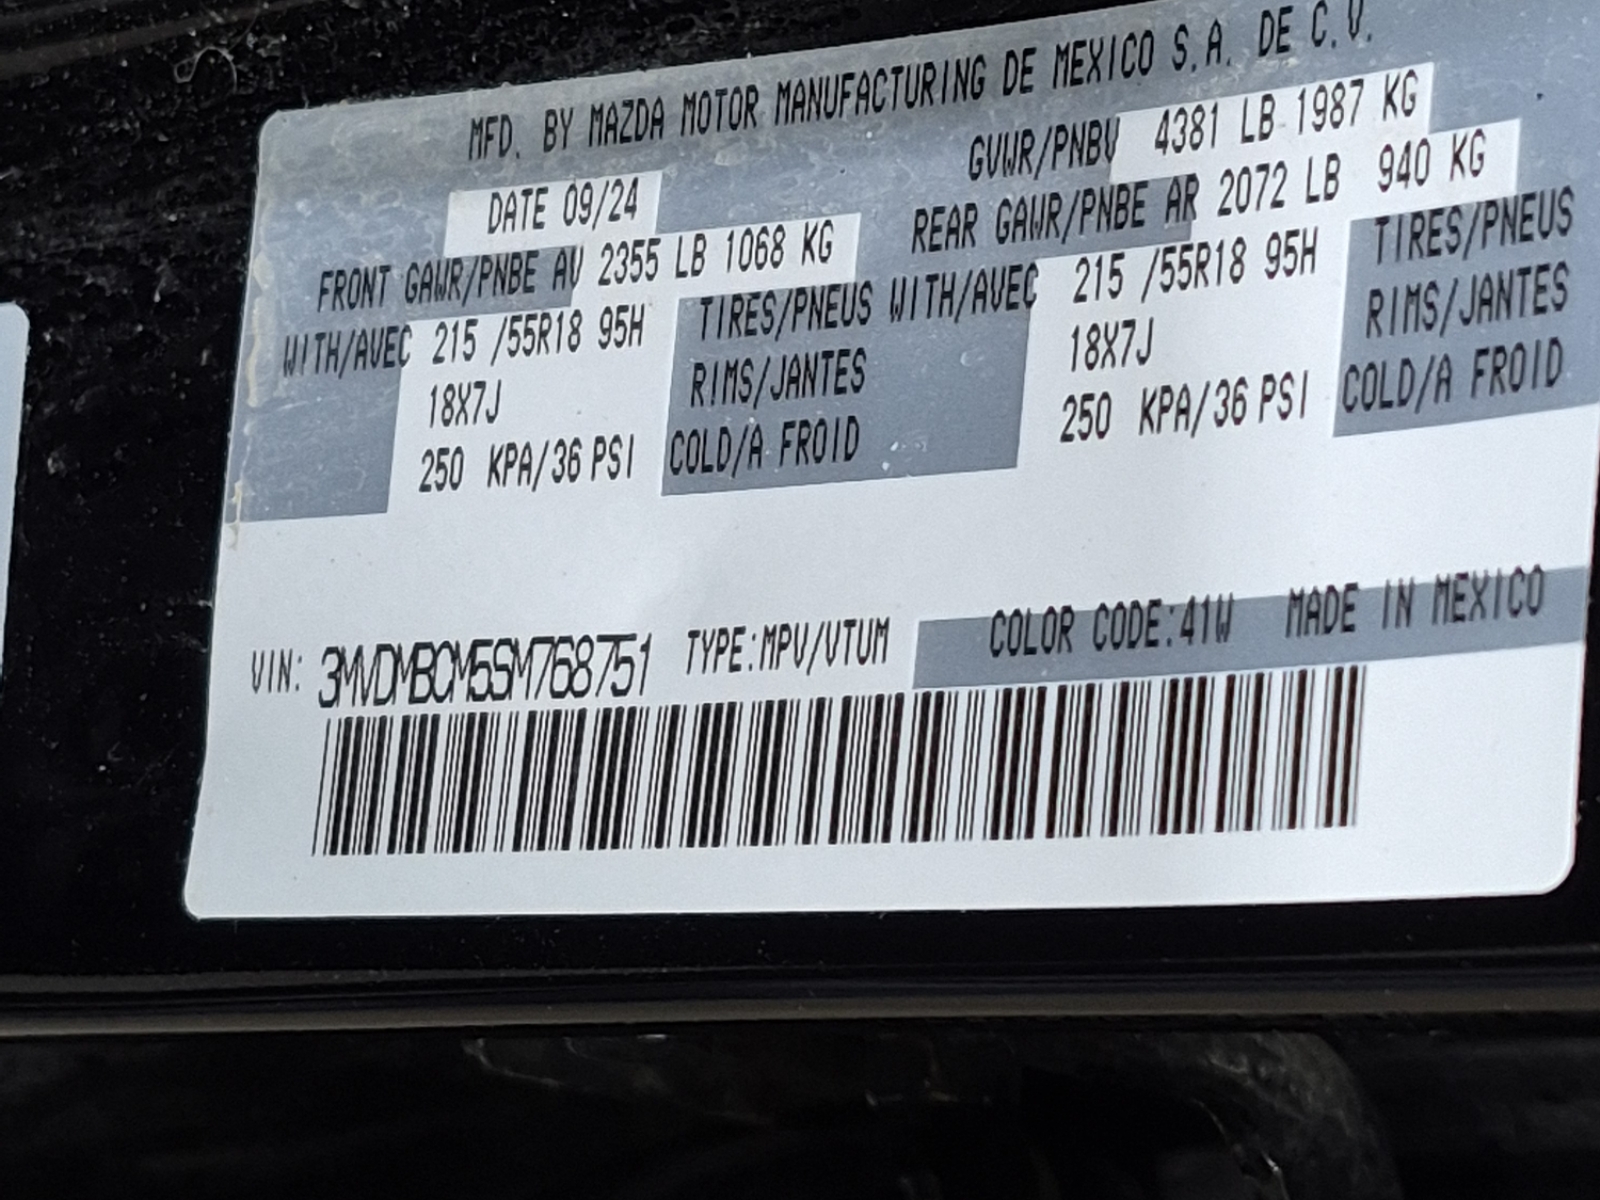 MFD. BY MAZDA MOTOR MANUFACTURING DE MEXICO S.A. DE C.V.
DATE 09/24 GVWR/PNBV 4381 LB 1987 KG
FRONT GAWR/PNBE AV 2355 LB 1068 KG REAR GAWR/PNBE AR 2072 LB 940 KG
WITH/AVEC 215 /55R18 95H TIRES/PNEUS WITH/AVEC 215 /55R18 95H TIRES/PNEUS
18X7J RIMS/JANTES 18X7J RIMS/JANTES
250 KPA/36 PSI COLD/A FROID 250 KPA/36 PSI COLD/A FROID
VIN: 3MVDMBCM5SM768751 TYPE:MPV/VTUM COLOR CODE:41W MADE IN MEXICO